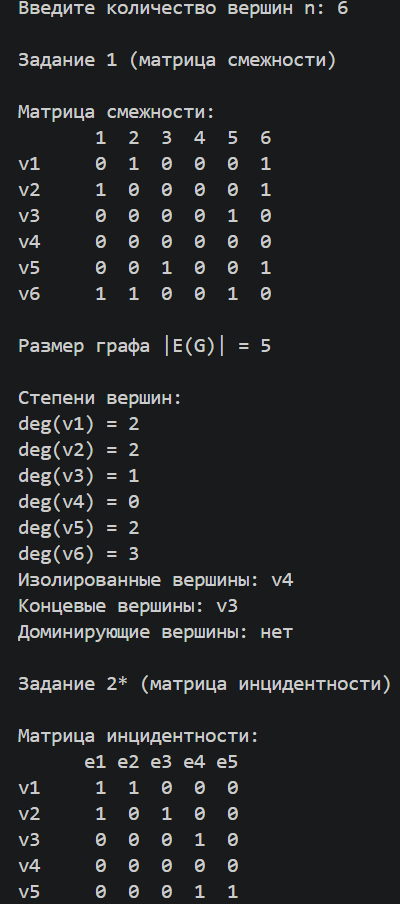 Введите количество вершин n: 6
Задание 1 (матрица смежности)
Матрица смежности:
1 2 3 4 5 6
v1 0 1 0 0 0 1
v2 1 0 0 0 0 1
v3 0 0 0 0 1 0
v4 0 0 0 0 0 0
v5 0 0 1 0 0 1
v6 1 1 0 0 1 0
Размер графа |E(G)| = 5
Степени вершин:
deg(v1) = 2
deg(v2) = 2
deg(v3) = 1
deg(v4) = 0
deg(v5) = 2
deg(v6) = 3
Изолированные вершины: v4
Концевые вершины: v3
Доминирующие вершины: нет
Задание 2* (матрица инцидентности)
Матрица инцидентности:
e1 e2 e3 e4 e5
v1 1 1 0 0 0
v2 1 0 1 0 0
v3 0 0 0 1 0
v4 0 0 0 0 0
v5 0 0 0 1 1